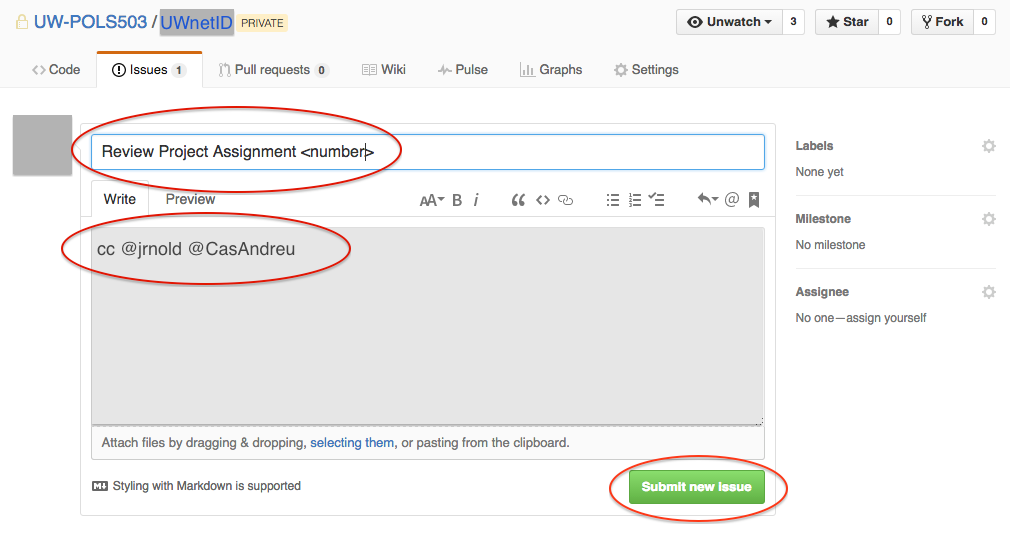 UW-POLS503 / UWnetID PRIVATE Unwatch 3 Star 0 Fork 0
Code Issues 1 Pull requests 0 Wiki Pulse Graphs Settings
Review Project Assignment <number>
Write Preview AA B i
cc @jrnold @CasAndreu
Attach files by dragging & dropping, selecting them, or pasting from the clipboard.
Styling with Markdown is supported
Submit new issue
Labels
None yet
Milestone
No milestone
Assignee
No one—assign yourself